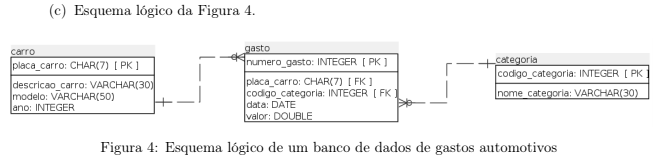 (c) Esquema lógico da Figura 4.
carro
placa_carro: CHAR(7) [ PK ]
descricao_carro: VARCHAR(30)
modelo: VARCHAR(50)
ano: INTEGER
gasto
numero_gasto: INTEGER [ PK ]
placa_carro: CHAR(7) [ FK ]
codigo_categoria: INTEGER [ FK ]
data: DATE
valor: DOUBLE
categoria
codigo_categoria: INTEGER [ PK ]
nome_categoria: VARCHAR(30)
Figura 4: Esquema lógico de um banco de dados de gastos automotivos